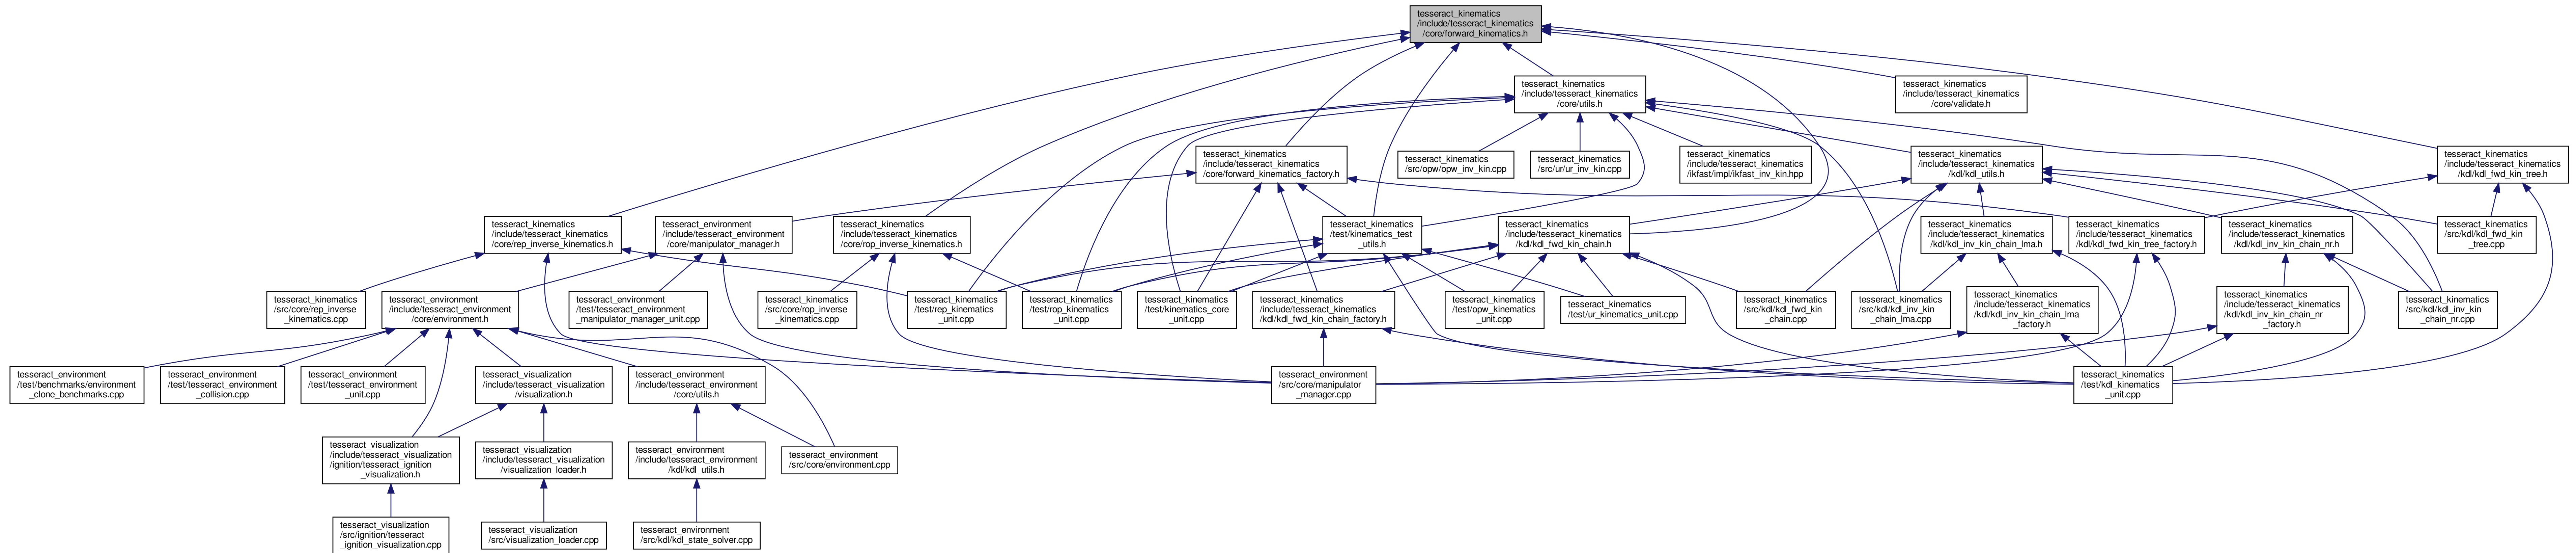 tesseract_kinematics
/include/tesseract_kinematics
/core/forward_kinematics.h
tesseract_kinematics
/include/tesseract_kinematics
/core/utils.h
tesseract_kinematics
/include/tesseract_kinematics
/core/validate.h
tesseract_kinematics
/include/tesseract_kinematics
/core/forward_kinematics_factory.h
tesseract_kinematics
/src/opw/opw_inv_kin.cpp
tesseract_kinematics
/src/ur/ur_inv_kin.cpp
tesseract_kinematics
/include/tesseract_kinematics
/ikfast/impl/ikfast_inv_kin.hpp
tesseract_kinematics
/include/tesseract_kinematics
/kdl/kdl_utils.h
tesseract_kinematics
/include/tesseract_kinematics
/kdl/kdl_fwd_kin_tree.h
tesseract_kinematics
/include/tesseract_kinematics
/core/rep_inverse_kinematics.h
tesseract_environment
/include/tesseract_environment
/core/manipulator_manager.h
tesseract_kinematics
/include/tesseract_kinematics
/core/rop_inverse_kinematics.h
tesseract_kinematics
/test/kinematics_test
_utils.h
tesseract_kinematics
/include/tesseract_kinematics
/kdl/kdl_fwd_kin_chain.h
tesseract_kinematics
/include/tesseract_kinematics
/kdl/kdl_inv_kin_chain_lma.h
tesseract_kinematics
/include/tesseract_kinematics
/kdl/kdl_fwd_kin_tree_factory.h
tesseract_kinematics
/include/tesseract_kinematics
/kdl/kdl_inv_kin_chain_nr.h
tesseract_kinematics
/src/kdl/kdl_fwd_kin
_tree.cpp
tesseract_kinematics
/src/core/rep_inverse
_kinematics.cpp
tesseract_environment
/include/tesseract_environment
/core/environment.h
tesseract_environment
/test/tesseract_environment
_manipulator_manager_unit.cpp
tesseract_kinematics
/src/core/rop_inverse
_kinematics.cpp
tesseract_kinematics
/test/rep_kinematics
_unit.cpp
tesseract_kinematics
/test/rop_kinematics
_unit.cpp
tesseract_kinematics
/test/kinematics_core
_unit.cpp
tesseract_kinematics
/include/tesseract_kinematics
/kdl/kdl_fwd_kin_chain_factory.h
tesseract_kinematics
/test/opw_kinematics
_unit.cpp
tesseract_kinematics
/test/ur_kinematics_unit.cpp
tesseract_kinematics
/src/kdl/kdl_fwd_kin
_chain.cpp
tesseract_kinematics
/src/kdl/kdl_inv_kin
_chain_lma.cpp
tesseract_kinematics
/include/tesseract_kinematics
/kdl/kdl_inv_kin_chain_lma
_factory.h
tesseract_kinematics
/include/tesseract_kinematics
/kdl/kdl_inv_kin_chain_nr
_factory.h
tesseract_kinematics
/src/kdl/kdl_inv_kin
_chain_nr.cpp
tesseract_environment
/test/benchmarks/environment
_clone_benchmarks.cpp
tesseract_environment
/test/tesseract_environment
_collision.cpp
tesseract_environment
/test/tesseract_environment
_unit.cpp
tesseract_visualization
/include/tesseract_visualization
/visualization.h
tesseract_environment
/include/tesseract_environment
/core/utils.h
tesseract_environment
/src/core/manipulator
_manager.cpp
tesseract_kinematics
/test/kdl_kinematics
_unit.cpp
tesseract_visualization
/include/tesseract_visualization
/ignition/tesseract_ignition
_visualization.h
tesseract_visualization
/include/tesseract_visualization
/visualization_loader.h
tesseract_environment
/include/tesseract_environment
/kdl/kdl_utils.h
tesseract_environment
/src/core/environment.cpp
tesseract_visualization
/src/ignition/tesseract
_ignition_visualization.cpp
tesseract_visualization
/src/visualization_loader.cpp
tesseract_environment
/src/kdl/kdl_state_solver.cpp